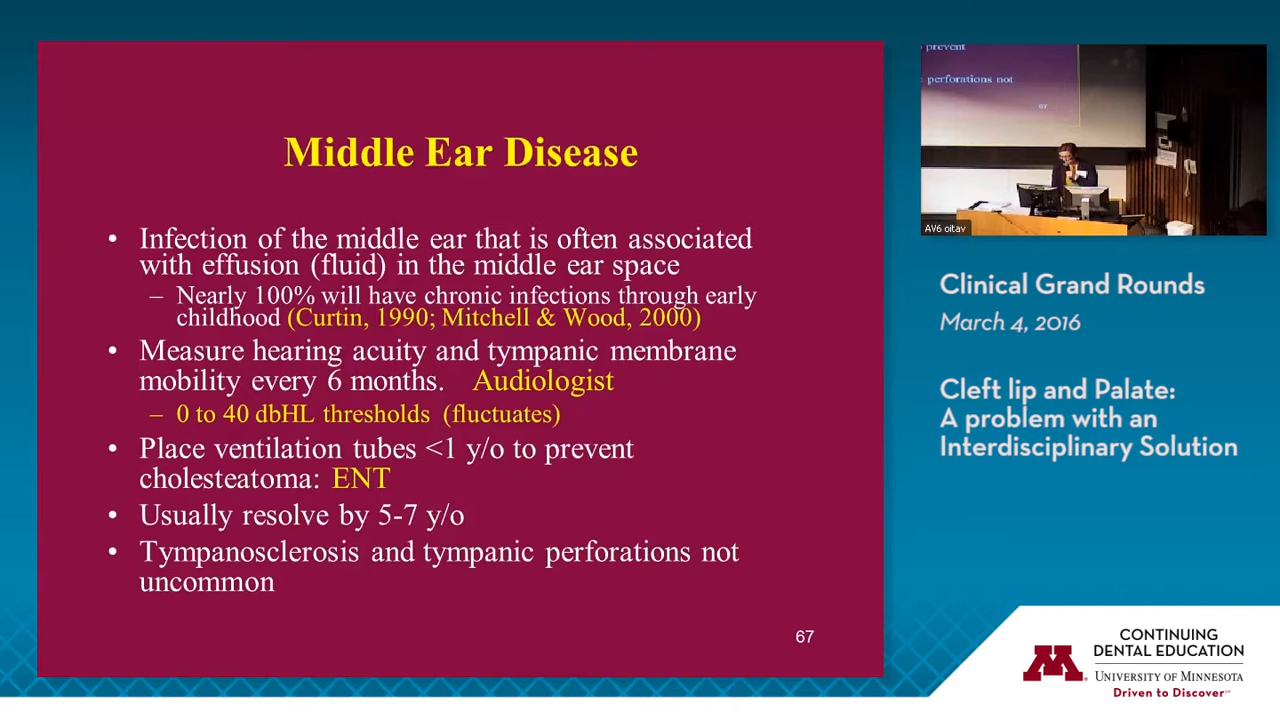 Middle Ear Disease
• Infection of the middle ear that is often associated
with effusion (fluid) in the middle ear space
– Nearly 100% will have chronic infections through early
childhood (Curtin, 1990; Mitchell & Wood, 2000)
• Measure hearing acuity and tympanic membrane
mobility every 6 months. Audiologist
– 0 to 40 dbHL thresholds (fluctuates)
• Place ventilation tubes <1 y/o to prevent
cholesteatoma: ENT
• Usually resolve by 5-7 y/o
• Tympanosclerosis and tympanic perforations not
uncommon
67
prevent
perforations not
AV6 oitav
Clinical Grand Rounds
March 4, 2016
Cleft lip and Palate:
A problem with an
Interdisciplinary Solution
M
CONTINUING
DENTAL EDUCATION
UNIVERSITY OF MINNESOTA
Driven to Discover℠